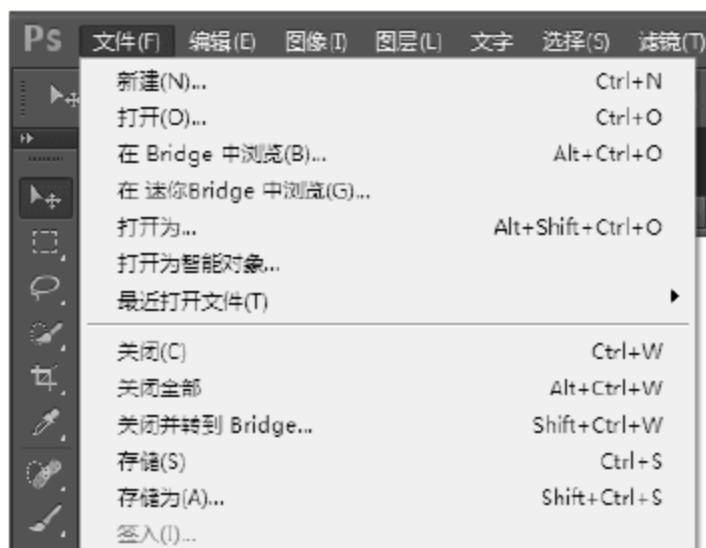 Ps 文件(F) 编辑(E) 图像(I) 图层(L) 文字 选择(S) 滤镜(T)
新建(N)... Ctrl+N
打开(O)... Ctrl+O
在 Bridge 中浏览(B)... Alt+Ctrl+O
在 迷你Bridge 中浏览(G)...
打开为... Alt+Shift+Ctrl+O
打开为智能对象...
最近打开文件(T)
关闭(C) Ctrl+W
关闭全部 Alt+Ctrl+W
关闭并转到 Bridge... Shift+Ctrl+W
存储(S) Ctrl+S
存储为(A)... Shift+Ctrl+S
签入(I)...